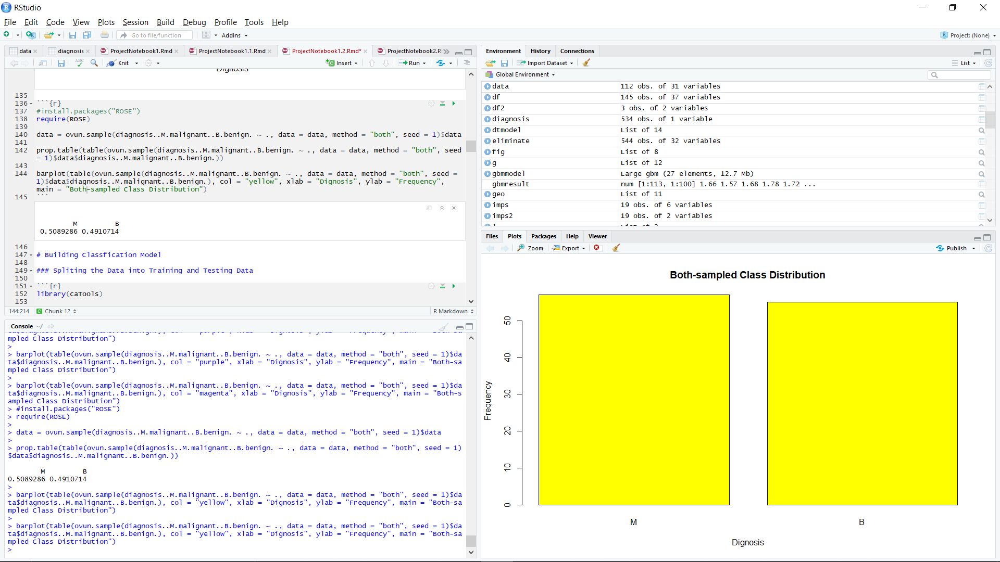 RStudio
File Edit Code View Plots Session Build Debug Profile Tools Help
Go to file/function Addins Project: (None)
data diagnosis ProjectNotebook1.Rmd ProjectNotebook1.1.Rmd ProjectNotebook1.2.Rmd* ProjectNotebook2.R
ABC Knit Insert Run
Dignosis
135
136 ```{r}
137 #install.packages("ROSE")
138 require(ROSE)
139
140 data = ovun.sample(diagnosis..M.malignant..B.benign. ~ ., data = data, method = "both", seed = 1)$data
141
142 prop.table(table(ovun.sample(diagnosis..M.malignant..B.benign. ~ ., data = data, method = "both", seed
= 1)$data$diagnosis..M.malignant..B.benign.))
143
144 barplot(table(ovun.sample(diagnosis..M.malignant..B.benign. ~ ., data = data, method = "both", seed =
1)$data$diagnosis..M.malignant..B.benign.), col = "yellow", xlab = "Dignosis", ylab = "Frequency",
main = "Both-sampled Class Distribution")
145 ```
M B
0.5089286 0.4910714
146
147 # Building Classfication Model
148
149 ### Spliting the Data into Training and Testing Data
150
151 ```{r}
152 library(caTools)
153
144:214 Chunk 12 R Markdown
Console ~/
mpled Class Distribution")
>
> barplot(table(ovun.sample(diagnosis..M.malignant..B.benign. ~ ., data = data, method = "both", seed = 1)$da
ta$diagnosis..M.malignant..B.benign.), col = "purple", xlab = "Dignosis", ylab = "Frequency", main = "Both-sa
mpled Class Distribution")
>
> barplot(table(ovun.sample(diagnosis..M.malignant..B.benign. ~ ., data = data, method = "both", seed = 1)$da
ta$diagnosis..M.malignant..B.benign.), col = "magenta", xlab = "Dignosis", ylab = "Frequency", main = "Both-s
ampled Class Distribution")
> #install.packages("ROSE")
> require(ROSE)
>
> data = ovun.sample(diagnosis..M.malignant..B.benign. ~ ., data = data, method = "both", seed = 1)$data
>
> prop.table(table(ovun.sample(diagnosis..M.malignant..B.benign. ~ ., data = data, method = "both", seed = 1)
$data$diagnosis..M.malignant..B.benign.))
M B
0.5089286 0.4910714
>
> barplot(table(ovun.sample(diagnosis..M.malignant..B.benign. ~ ., data = data, method = "both", seed = 1)$da
ta$diagnosis..M.malignant..B.benign.), col = "yellow", xlab = "Dignosis", ylab = "Frequency", main = "Both-sa
mpled Class Distribution")
>
> barplot(table(ovun.sample(diagnosis..M.malignant..B.benign. ~ ., data = data, method = "both", seed = 1)$da
ta$diagnosis..M.malignant..B.benign.), col = "yellow", xlab = "Dignosis", ylab = "Frequency", main = "Both-sa
mpled Class Distribution")
>
Environment History Connections
Import Dataset List
Global Environment
data 112 obs. of 31 variables
df 145 obs. of 37 variables
df2 3 obs. of 2 variables
diagnosis 534 obs. of 1 variable
dtmodel List of 14
eliminate 544 obs. of 32 variables
fig List of 8
g List of 12
gbmmodel Large gbm (27 elements, 12.7 Mb)
gbmresult num [1:113, 1:100] 1.66 1.57 1.68 1.78 1.72 ...
geo List of 11
imps 19 obs. of 6 variables
imps2 19 obs. of 2 variables
Files Plots Packages Help Viewer
Zoom Export Publish
Both-sampled Class Distribution
50
40
30
20
10
0
Frequency
M B
Dignosis